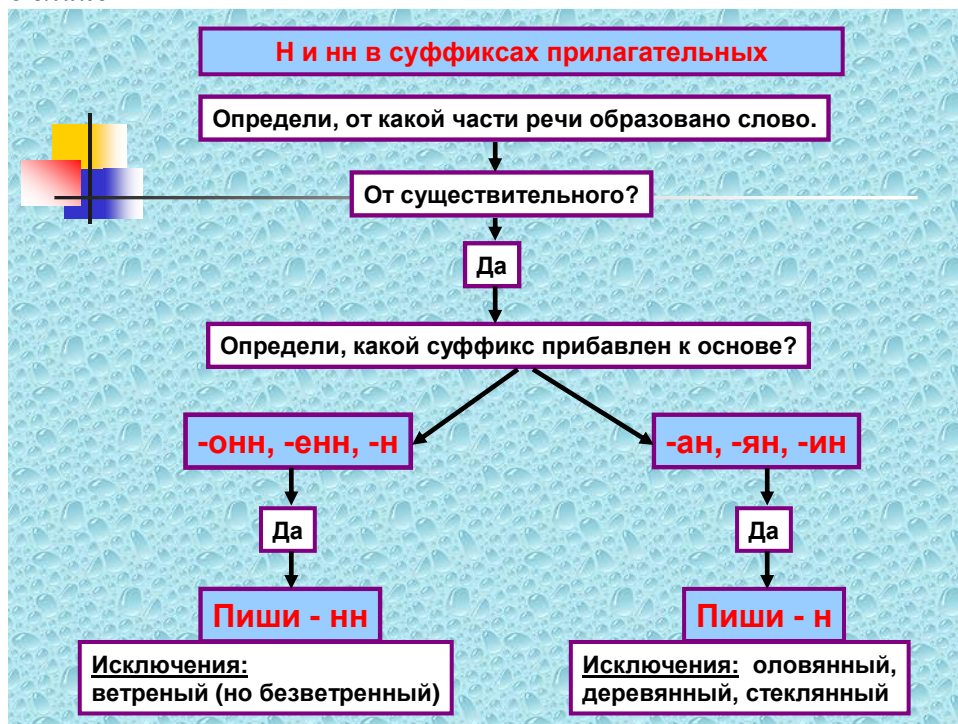 Н и нн в суффиксах прилагательных
Определи, от какой части речи образовано слово.
От существительного?
Да
Определи, какой суффикс прибавлен к основе?
-онн, -енн, -н
-ан, -ян, -ин
Да
Да
Пиши - нн
Пиши - н
Исключения:
ветреный (но безветренный)
Исключения: оловянный,
деревянный, стеклянный